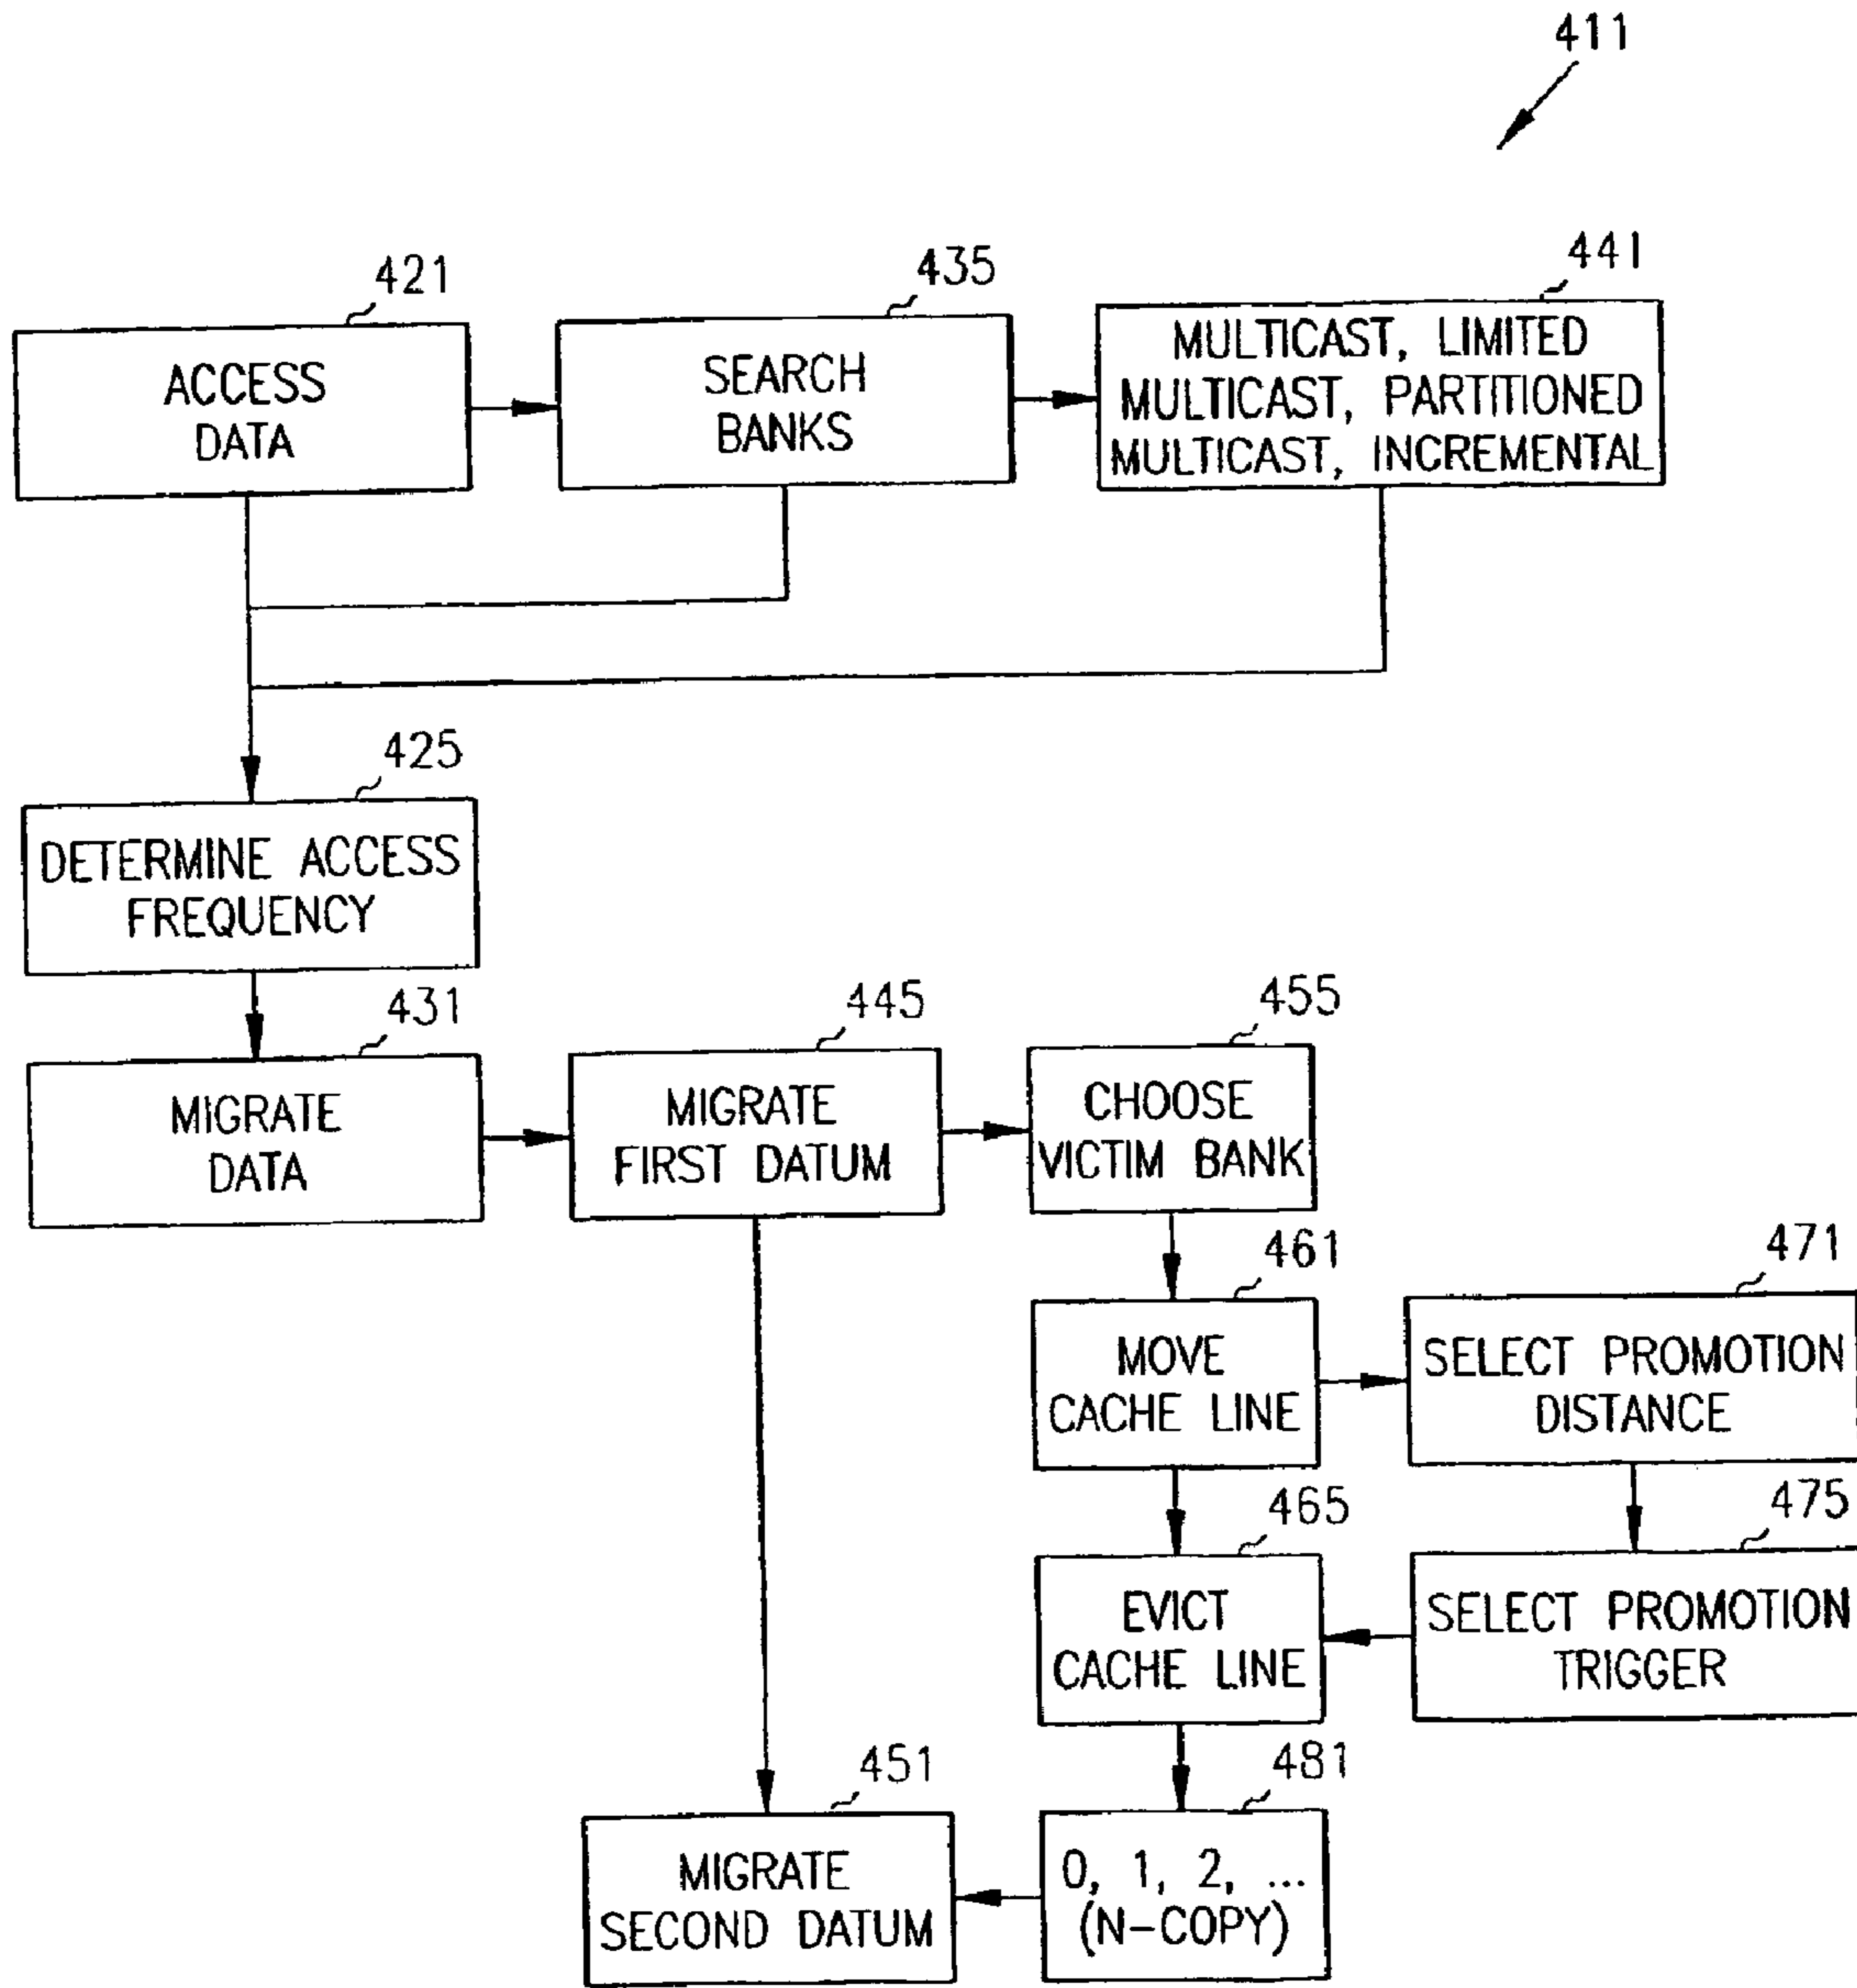 411
421
ACCESS
DATA
435
SEARCH
BANKS
441
MULTICAST, LIMITED
MULTICAST, PARTITIONED
MULTICAST, INCREMENTAL
425
DETERMINE ACCESS
FREQUENCY
431
MIGRATE
DATA
445
MIGRATE
FIRST DATUM
455
CHOOSE
VICTIM BANK
461
MOVE
CACHE LINE
471
SELECT PROMOTION
DISTANCE
465
EVICT
CACHE LINE
475
SELECT PROMOTION
TRIGGER
451
MIGRATE
SECOND DATUM
481
0, 1, 2, ...
(N-COPY)